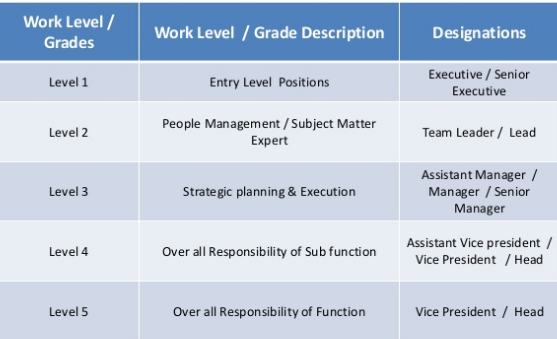 Work Level /
Grades
Work Level / Grade Description
Designations
Level 1
Entry Level Positions
Executive / Senior
Executive
Level 2
People Management / Subject Matter
Expert
Team Leader / Lead
Level 3
Strategic planning & Execution
Assistant Manager /
Manager / Senior
Manager
Level 4
Over all Responsibility of Sub function
Assistant Vice president /
Vice President / Head
Level 5
Over all Responsibility of Function
Vice President / Head